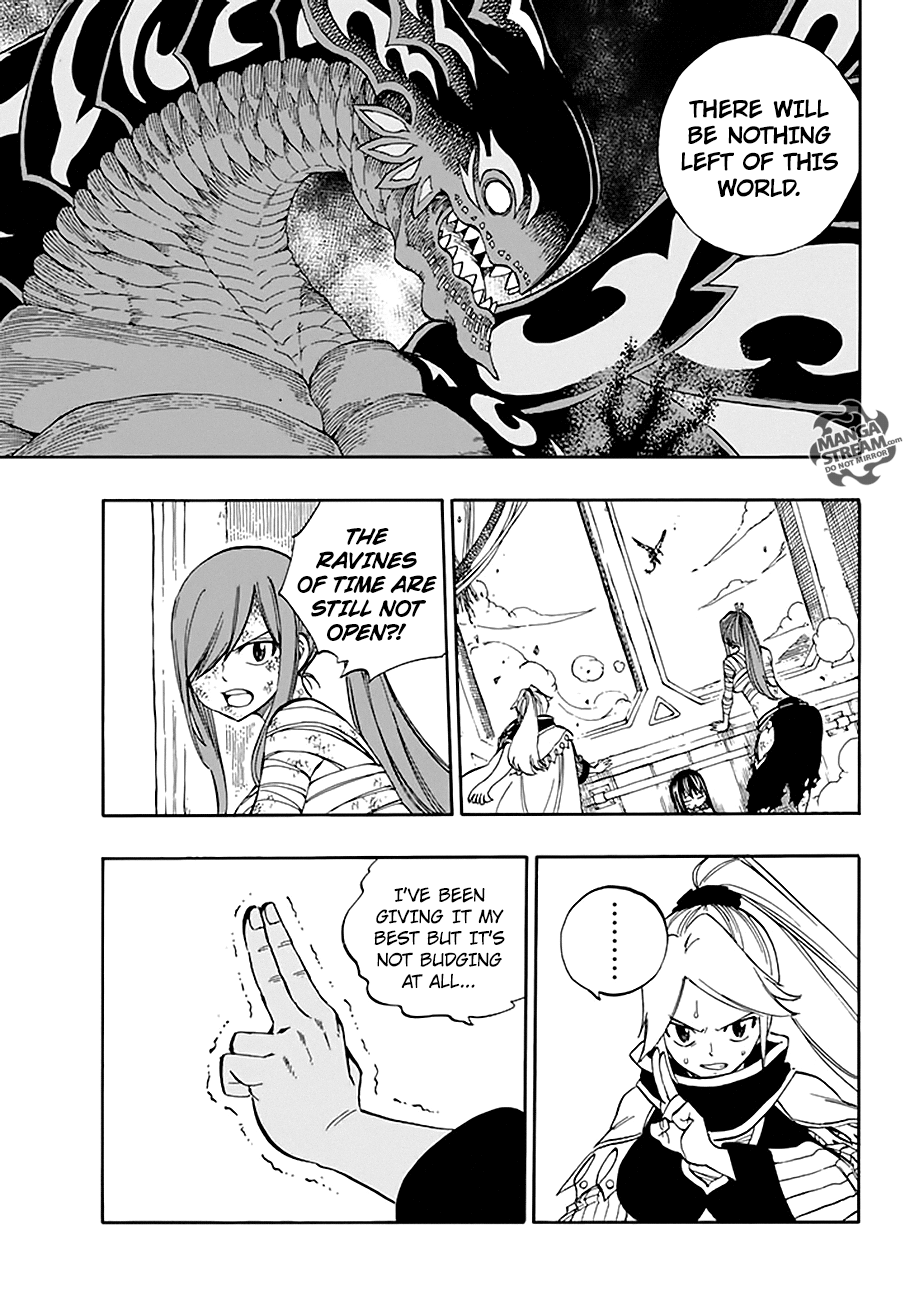 THERE WILL
BE NOTHING
LEFT OF THIS
WORLD.
MANGA
STREAM.com
DO NOT MIRROR
THE
RAVINES
OF TIME ARE
STILL NOT
OPEN?!
.........
I'VE BEEN
GIVING IT MY
BEST BUT IT'S
NOT BUDGING
AT ALL...